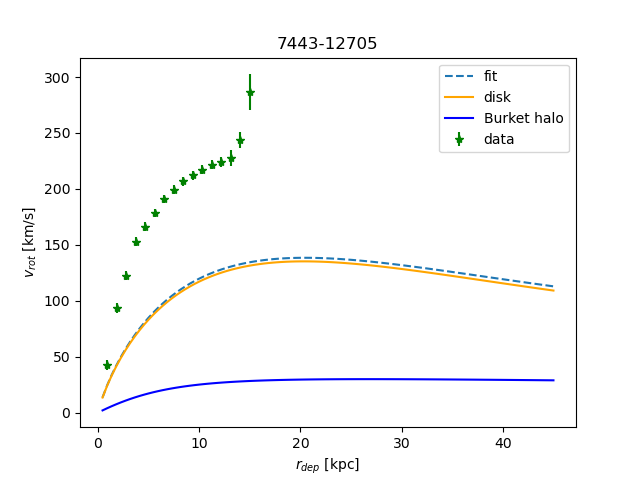 7443-12705
300
250
200
150
100
50
0
v_rot [km/s]
0 10 20 30 40
r_dep [kpc]
fit
disk
Burket halo
data